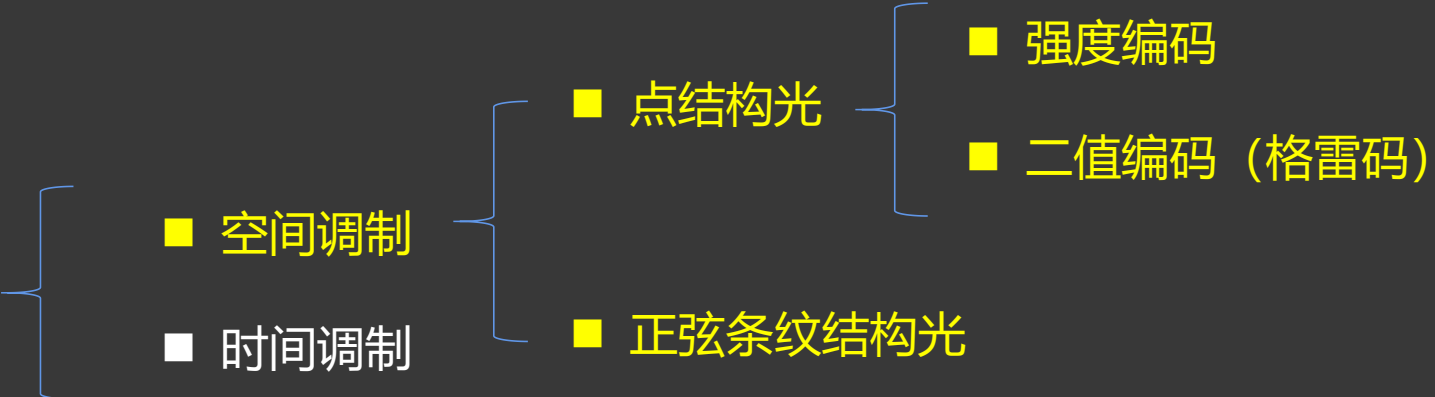 ■ 强度编码
■ 点结构光
■ 二值编码（格雷码）
■ 空间调制
■ 正弦条纹结构光
■ 时间调制